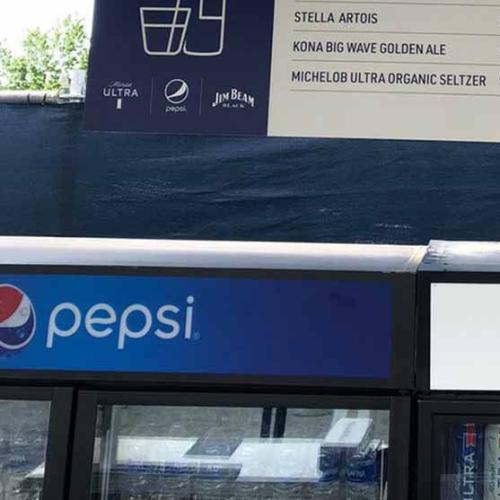 STELLA ARTOIS
KONA BIG WAVE GOLDEN ALE
MICHELOB ULTRA ORGANIC SELTZER
ULTRA
pepsi
JIM BEAM
BLACK
pepsi
ULTRA